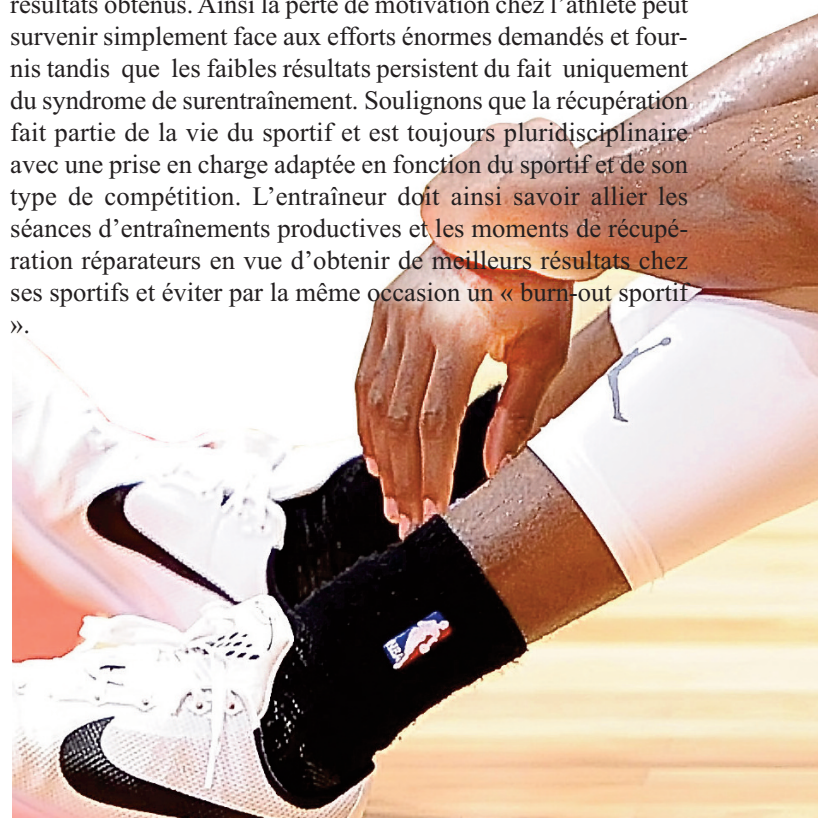 résultats obtenus. Ainsi la perte de motivation chez l’athlète peut
survenir simplement face aux efforts énormes demandés et four-
nis tandis que les faibles résultats persistent du fait uniquement
du syndrome de surentraînement. Soulignons que la récupération
fait partie de la vie du sportif et est toujours pluridisciplinaire
avec une prise en charge adaptée en fonction du sportif et de son
type de compétition. L’entraîneur doit ainsi savoir allier les
séances d’entraînements productives et les moments de récupé-
ration réparateurs en vue d’obtenir de meilleurs résultats chez
ses sportifs et éviter par la même occasion un « burn-out sportif
».
NBA